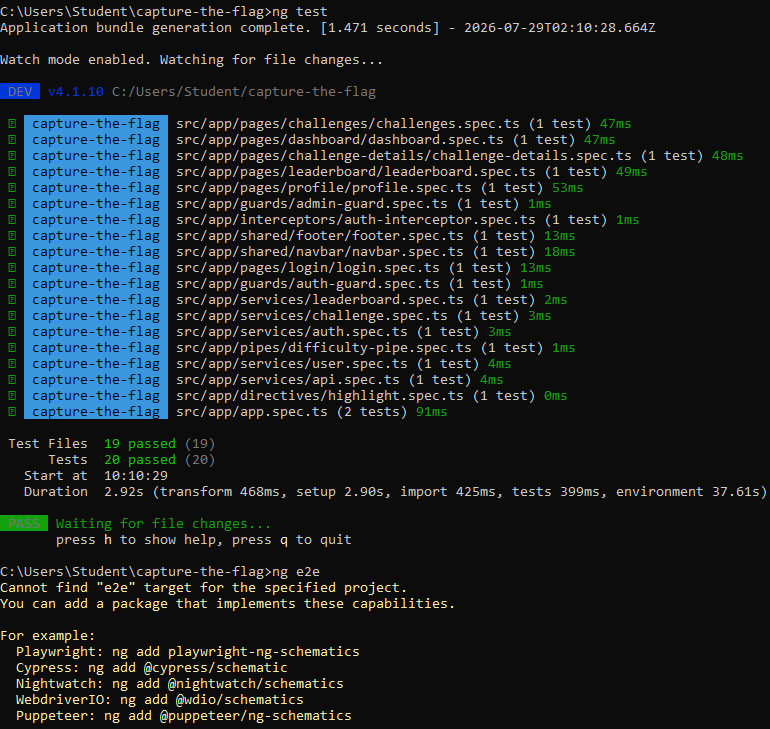 C:\Users\Student\capture-the-flag>ng test
Application bundle generation complete. [1.471 seconds] - 2026-07-29T02:10:28.664Z
Watch mode enabled. Watching for file changes...
DEV v4.1.10 C:/Users/Student/capture-the-flag
capture-the-flag src/app/pages/challenges/challenges.spec.ts (1 test) 47ms
capture-the-flag src/app/pages/dashboard/dashboard.spec.ts (1 test) 47ms
capture-the-flag src/app/pages/challenge-details/challenge-details.spec.ts (1 test) 48ms
capture-the-flag src/app/pages/leaderboard/leaderboard.spec.ts (1 test) 49ms
capture-the-flag src/app/pages/profile/profile.spec.ts (1 test) 53ms
capture-the-flag src/app/guards/admin-guard.spec.ts (1 test) 1ms
capture-the-flag src/app/interceptors/auth-interceptor.spec.ts (1 test) 1ms
capture-the-flag src/app/shared/footer/footer.spec.ts (1 test) 13ms
capture-the-flag src/app/shared/navbar/navbar.spec.ts (1 test) 18ms
capture-the-flag src/app/pages/login/login.spec.ts (1 test) 13ms
capture-the-flag src/app/guards/auth-guard.spec.ts (1 test) 1ms
capture-the-flag src/app/services/leaderboard.spec.ts (1 test) 2ms
capture-the-flag src/app/services/challenge.spec.ts (1 test) 3ms
capture-the-flag src/app/services/auth.spec.ts (1 test) 3ms
capture-the-flag src/app/pipes/difficulty-pipe.spec.ts (1 test) 1ms
capture-the-flag src/app/services/user.spec.ts (1 test) 4ms
capture-the-flag src/app/services/api.spec.ts (1 test) 4ms
capture-the-flag src/app/directives/highlight.spec.ts (1 test) 0ms
capture-the-flag src/app/app.spec.ts (2 tests) 91ms
Test Files 19 passed (19)
Tests 20 passed (20)
Start at 10:10:29
Duration 2.92s (transform 468ms, setup 2.90s, import 425ms, tests 399ms, environment 37.61s)
PASS Waiting for file changes...
press h to show help, press q to quit
C:\Users\Student\capture-the-flag>ng e2e
Cannot find "e2e" target for the specified project.
You can add a package that implements these capabilities.
For example:
Playwright: ng add playwright-ng-schematics
Cypress: ng add @cypress/schematic
Nightwatch: ng add @nightwatch/schematics
WebdriverIO: ng add @wdio/schematics
Puppeteer: ng add @puppeteer/ng-schematics